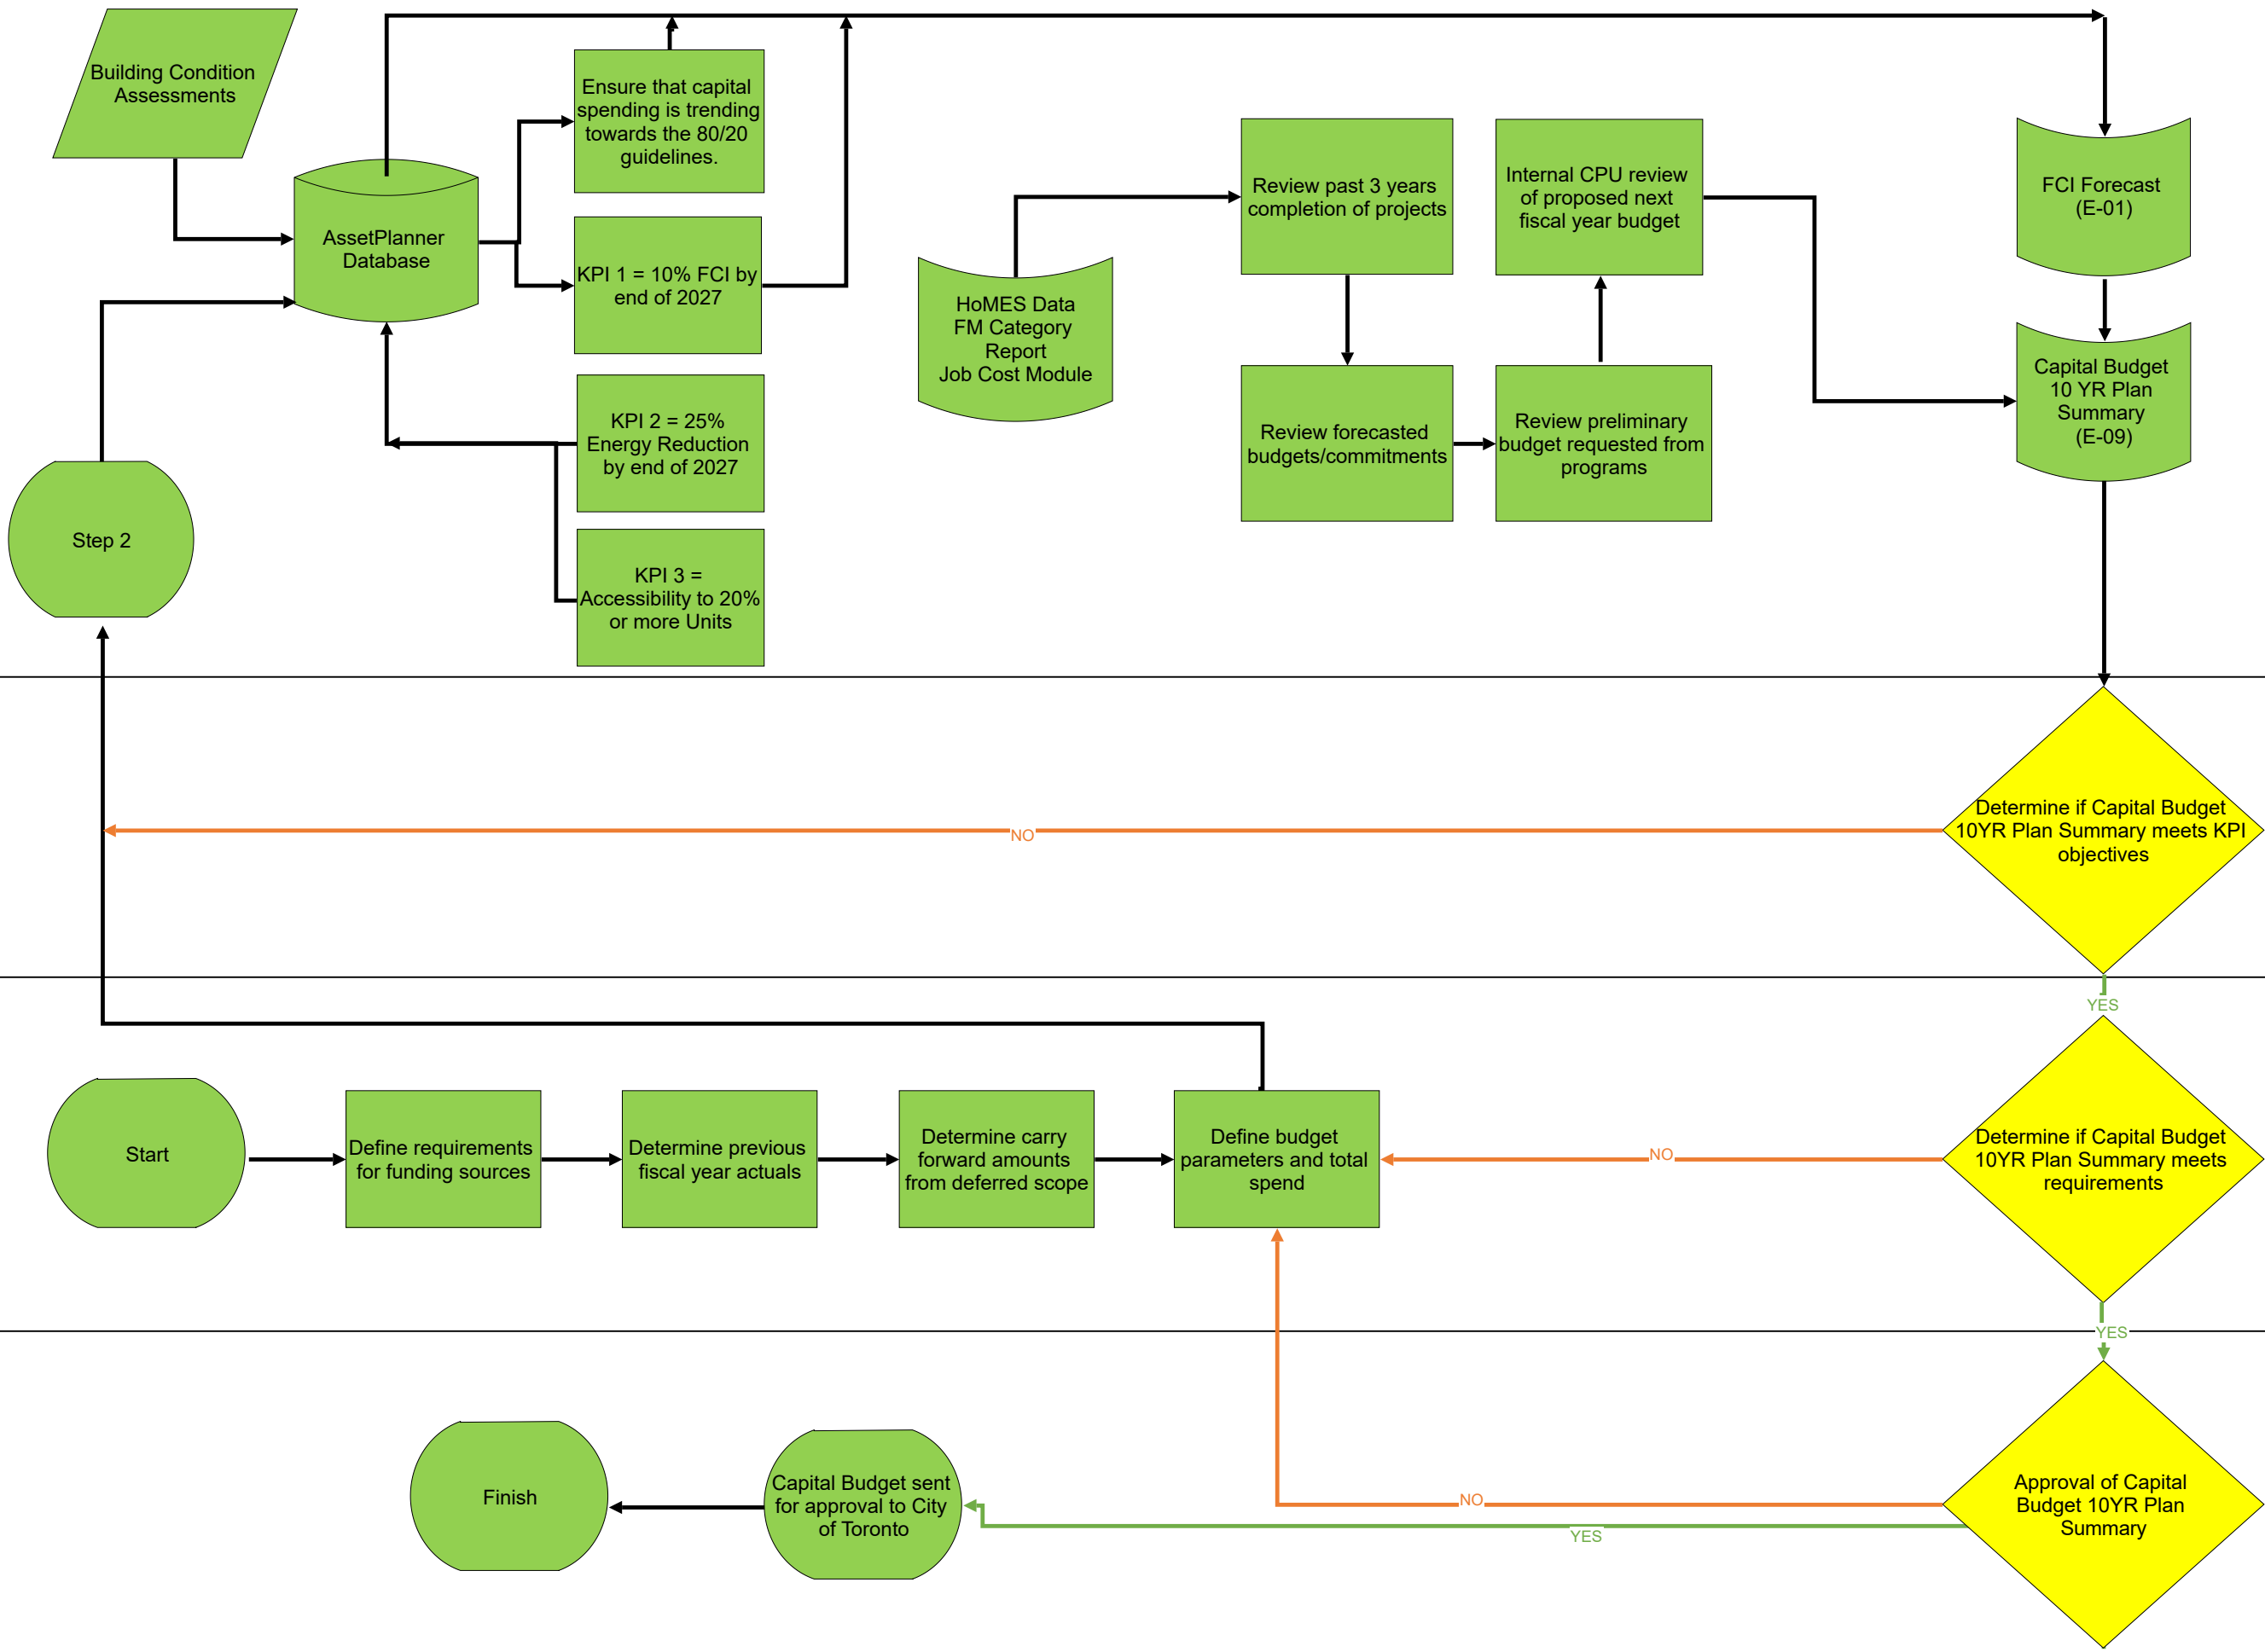 Building Condition
Assessments
Ensure that capital
spending is trending
towards the 80/20
guidelines.
AssetPlanner
Database
KPI 1 = 10% FCI by
end of 2027
KPI 2 = 25%
Energy Reduction
by end of 2027
KPI 3 =
Accessibility to 20%
or more Units
Step 2
HoMES Data
FM Category
Report
Job Cost Module
Review past 3 years
completion of projects
Review forecasted
budgets/commitments
Internal CPU review
of proposed next
fiscal year budget
Review preliminary
budget requested from
programs
FCI Forecast
(E-01)
Capital Budget
10 YR Plan
Summary
(E-09)
Determine if Capital Budget
10YR Plan Summary meets KPI
objectives
NO
YES
Start
Define requirements
for funding sources
Determine previous
fiscal year actuals
Determine carry
forward amounts
from deferred scope
Define budget
parameters and total
spend
NO
Determine if Capital Budget
10YR Plan Summary meets
requirements
YES
Finish
Capital Budget sent
for approval to City
of Toronto
NO
YES
Approval of Capital
Budget 10YR Plan
Summary